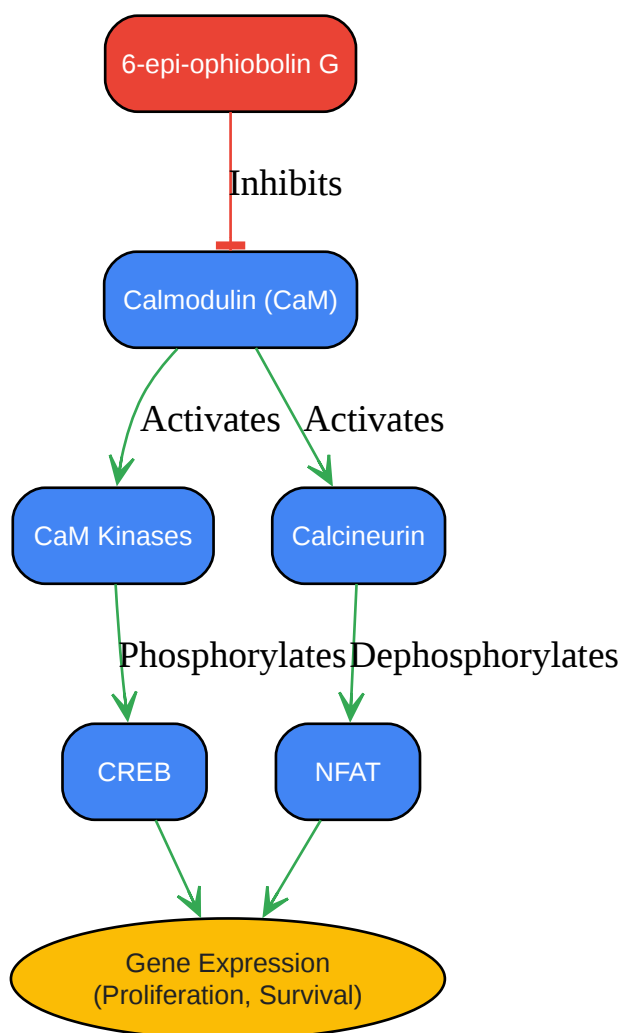 6-epi-ophiobolin G
Inhibits
Calmodulin (CaM)
Activates
Activates
CaM Kinases
Calcineurin
Phosphorylates
Dephosphorylates
CREB
NFAT
Gene Expression
(Proliferation, Survival)